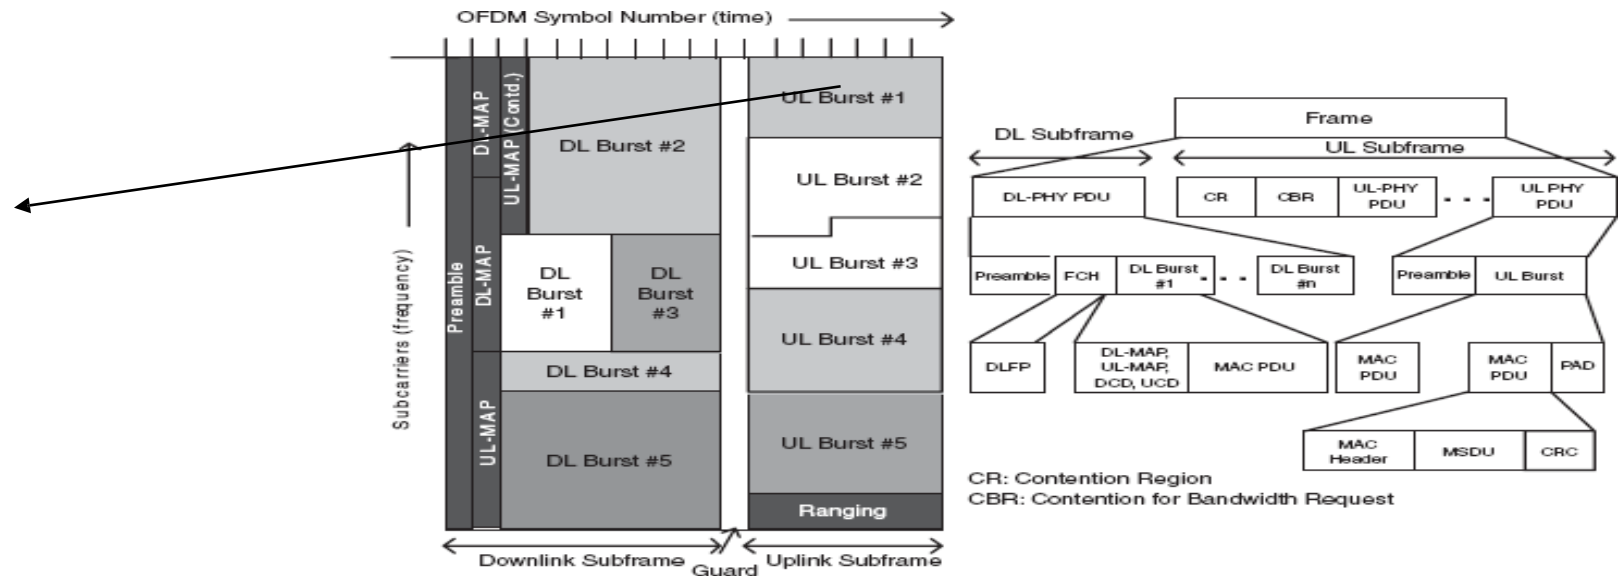 OFDM Symbol Number (time)
Subcarriers (frequency)
Preamble
DL-MAP
DL-MAP
UL-MAP
UL-MAP (Contd.)
DL Burst #2
DL
Burst
#1
DL
Burst
#3
DL Burst #4
DL Burst #5
UL Burst #1
UL Burst #2
UL Burst #3
UL Burst #4
UL Burst #5
Ranging
Downlink Subframe
Guard
Uplink Subframe
Frame
DL Subframe
UL Subframe
DL-PHY PDU
CR
CBR
UL-PHY
PDU
. . .
UL PHY
PDU
Preamble
FCH
DL Burst
#1
. . .
DL Burst
#n
Preamble
UL Burst
DLFP
DL-MAP,
UL-MAP,
DCD, UCD
MAC PDU
MAC
PDU
MAC
PDU
PAD
MAC
Header
MSDU
CRC
CR: Contention Region
CBR: Contention for Bandwidth Request